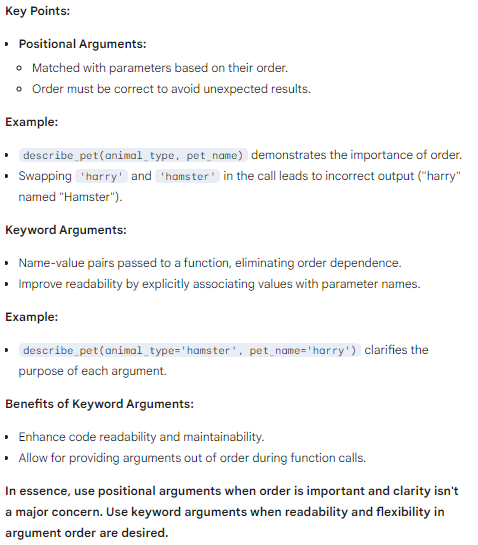 Key Points:
• Positional Arguments:
○ Matched with parameters based on their order.
○ Order must be correct to avoid unexpected results.
Example:
• describe_pet(animal_type, pet_name) demonstrates the importance of order.
• Swapping 'harry' and 'hamster' in the call leads to incorrect output ("harry"
named "Hamster").
Keyword Arguments:
• Name-value pairs passed to a function, eliminating order dependence.
• Improve readability by explicitly associating values with parameter names.
Example:
• describe_pet(animal_type='hamster', pet_name='harry') clarifies the
purpose of each argument.
Benefits of Keyword Arguments:
• Enhance code readability and maintainability.
• Allow for providing arguments out of order during function calls.
In essence, use positional arguments when order is important and clarity isn't
a major concern. Use keyword arguments when readability and flexibility in
argument order are desired.